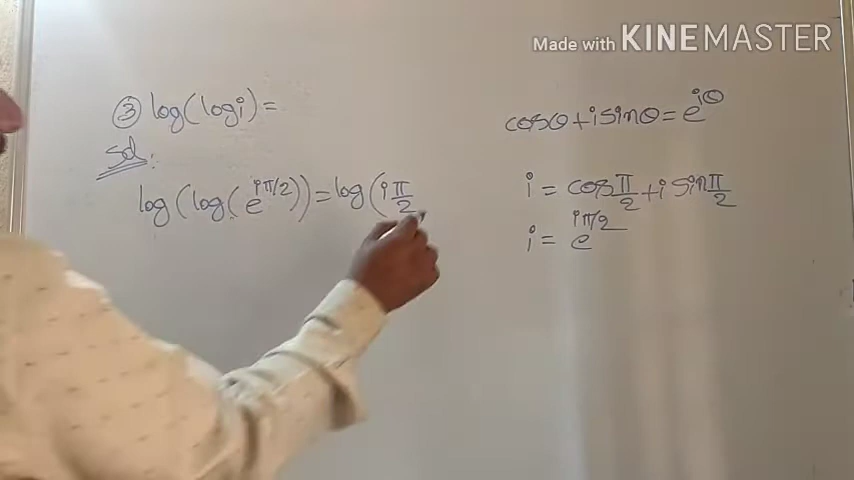 Made with KINEMASTER
③ log(log i) =
cosθ + i sinθ = e^{iθ}
Sol:
i = cos π/2 + i sin π/2
log(log(e^{iπ/2})) = log(i π/2
i = e^{iπ/2}